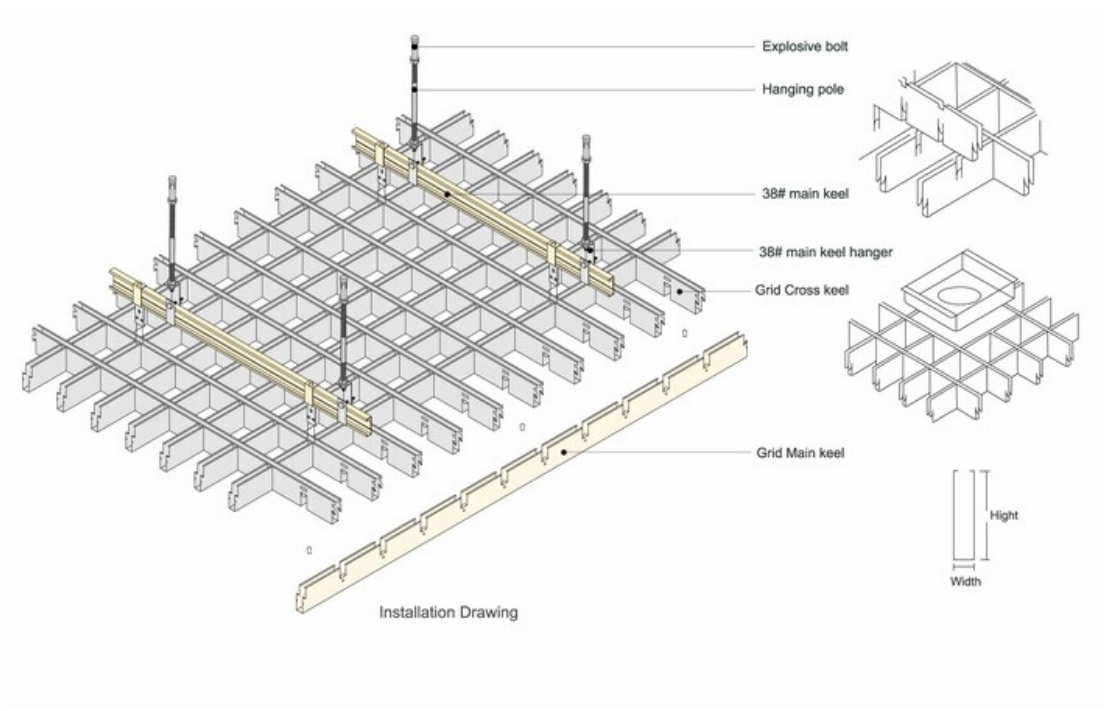 Explosive bolt
Hanging pole
38# main keel
38# main keel hanger
Grid Cross keel
Grid Main keel
Hight
Width
Installation Drawing